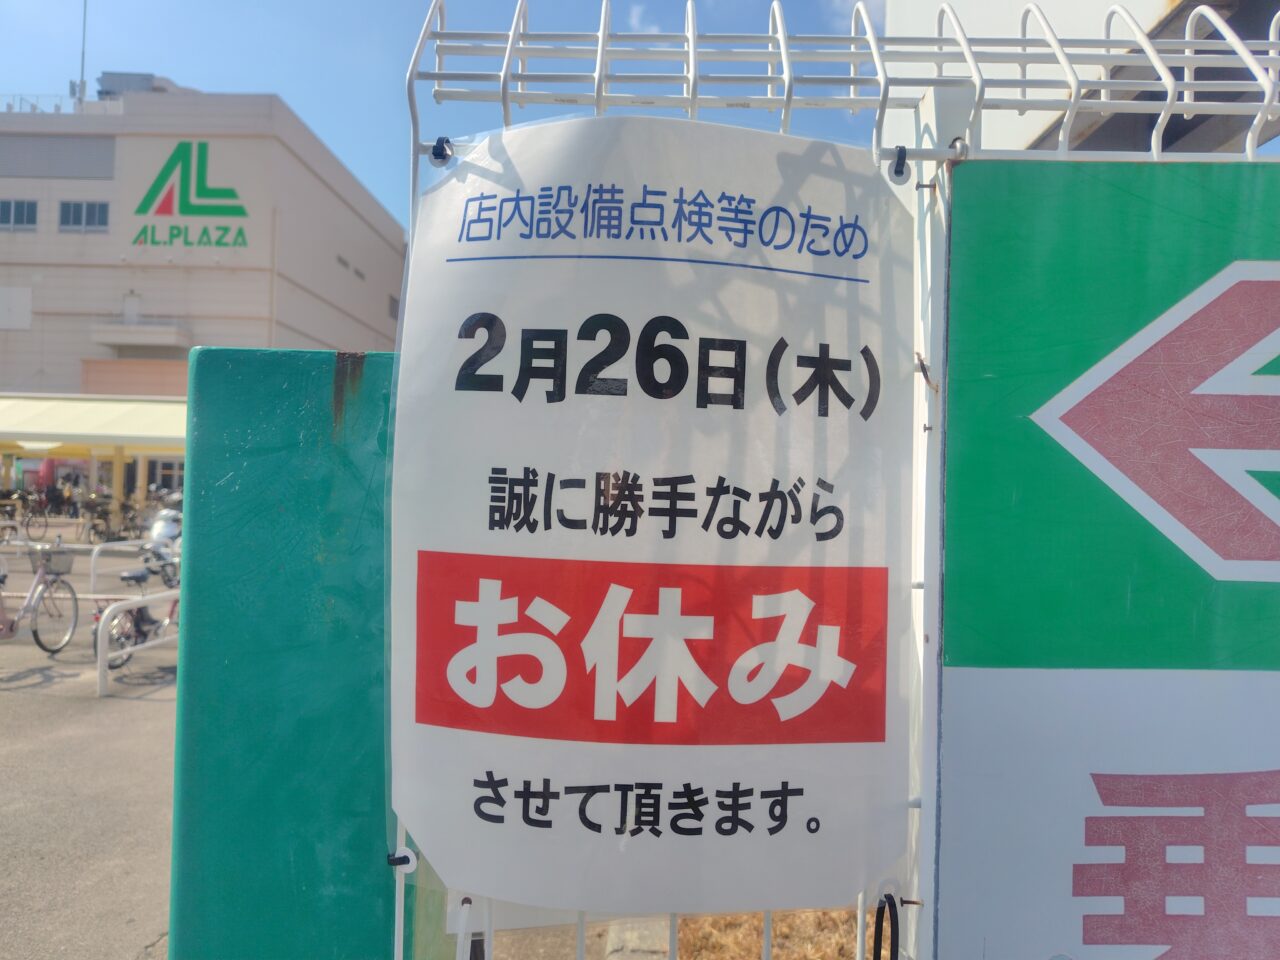 AL
AL.PLAZA
店内設備点検等のため
2月26日(木)
誠に勝手ながら
お休み
させて頂きます。